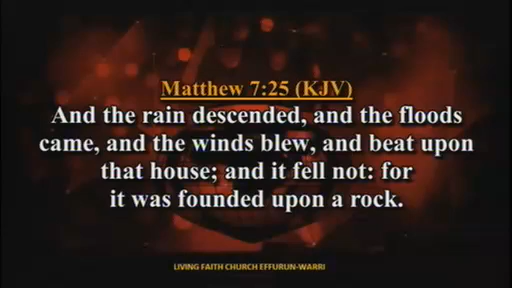 Matthew 7:25 (KJV)
And the rain descended, and the floods
came, and the winds blew, and beat upon
that house; and it fell not: for
it was founded upon a rock.
LIVING FAITH CHURCH EFFURUN-WARRI